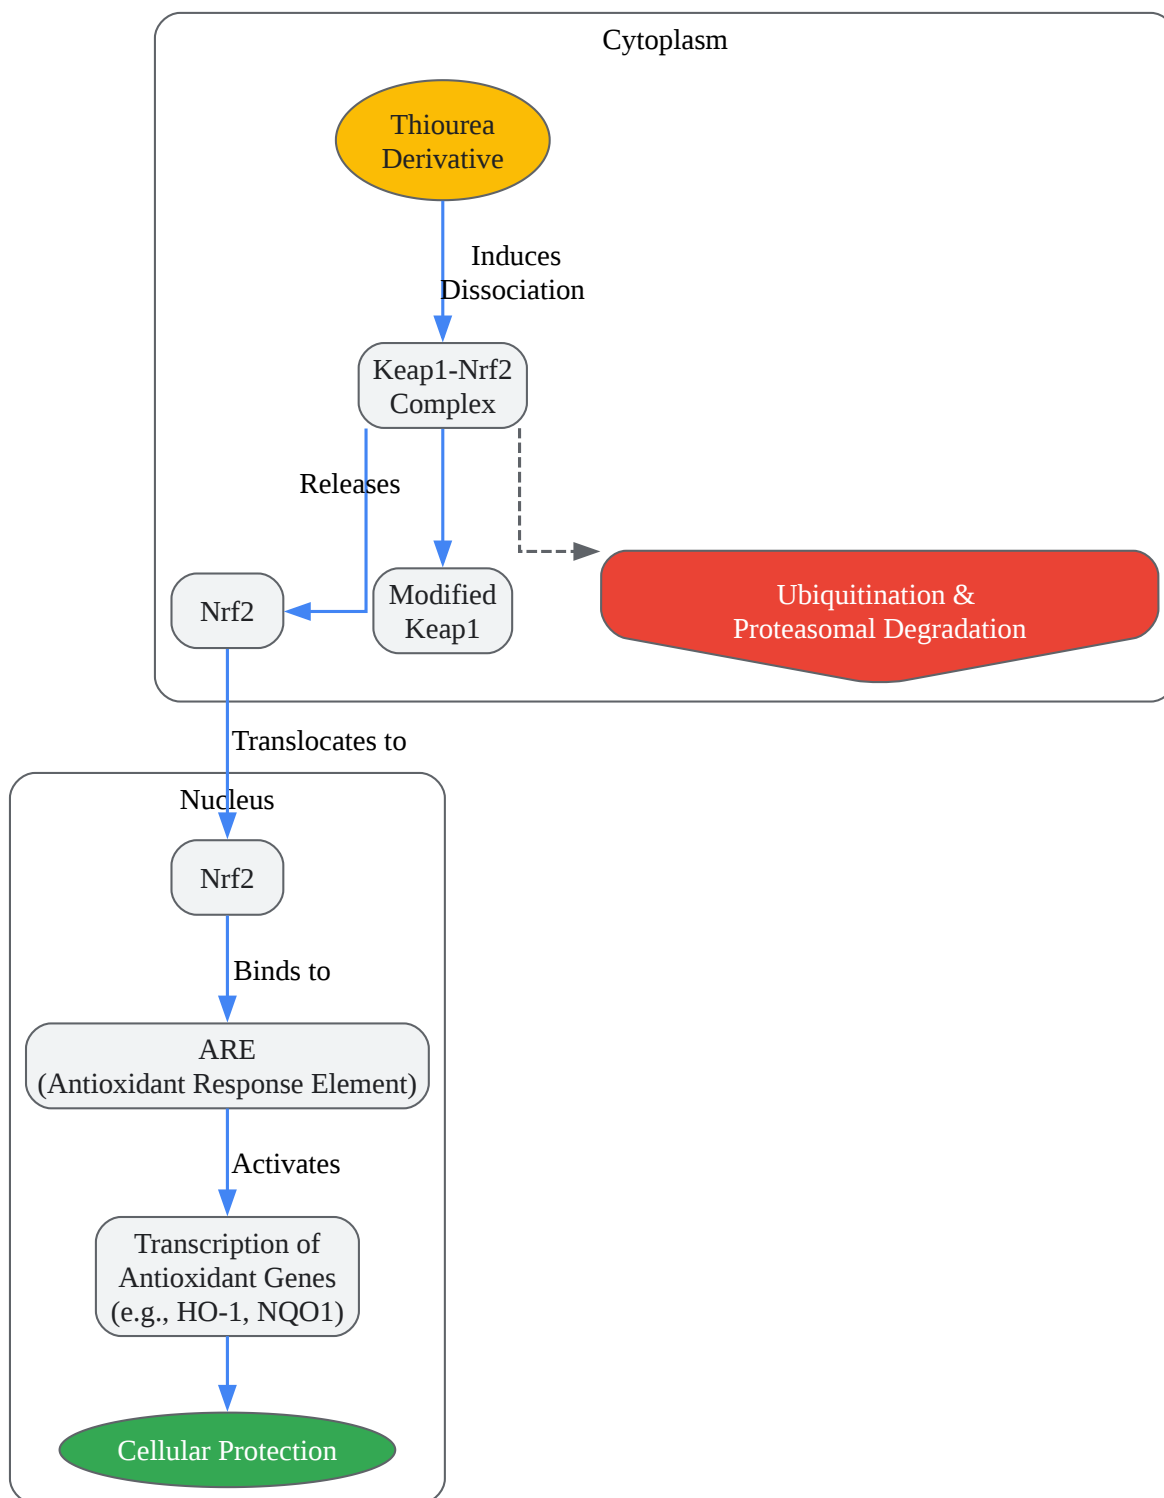 Cytoplasm
Thiourea
Derivative
Induces
Dissociation
Keap1-Nrf2
Complex
Releases
Nrf2
Modified
Keap1
Ubiquitination &
Proteasomal Degradation
Translocates to
Nucleus
Nrf2
Binds to
ARE
(Antioxidant Response Element)
Activates
Transcription of
Antioxidant Genes
(e.g., HO-1, NQO1)
Cellular Protection